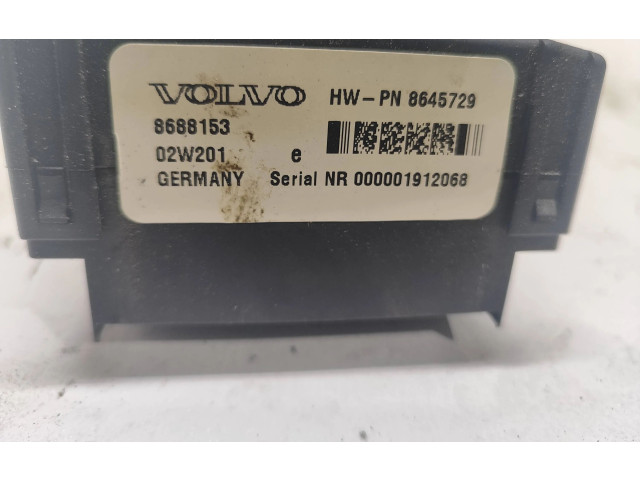 VOLVO HW-PN 8645729
8688153
02W201 e
GERMANY Serial NR 000001912068